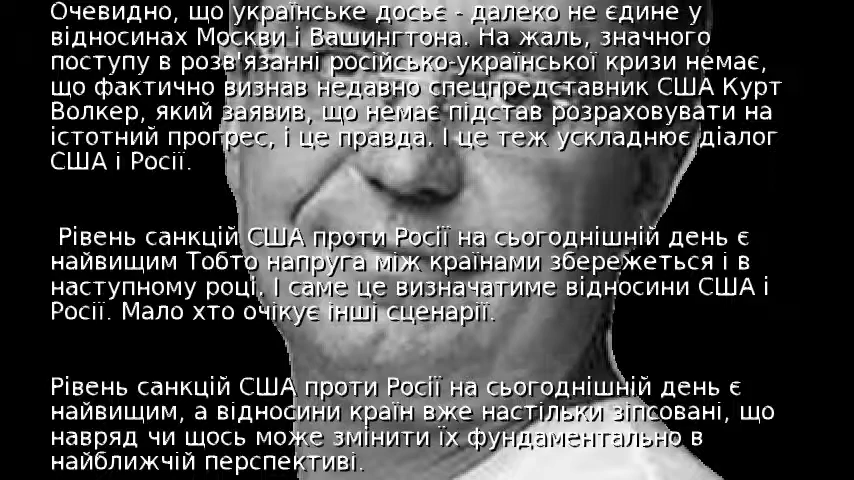 Очевидно, що українське досьє - далеко не єдине у
відносинах Москви і Вашингтона. На жаль, значного
поступу в розв'язанні російсько-української кризи немає,
що фактично визнав недавно спецпредставник США Курт
Волкер, який заявив, що немає підстав розраховувати на
істотний прогрес, і це правда. І це теж ускладнює діалог
США і Росії.
Рівень санкцій США проти Росії на сьогоднішній день є
найвищим Тобто напруга між країнами збережеться і в
наступному році. І саме це визначатиме відносини США і
Росії. Мало хто очікує інші сценарії.
Рівень санкцій США проти Росії на сьогоднішній день є
найвищим, а відносини країн вже настільки зіпсовані, що
навряд чи щось може змінити їх фундаментально в
найближчій перспективі.